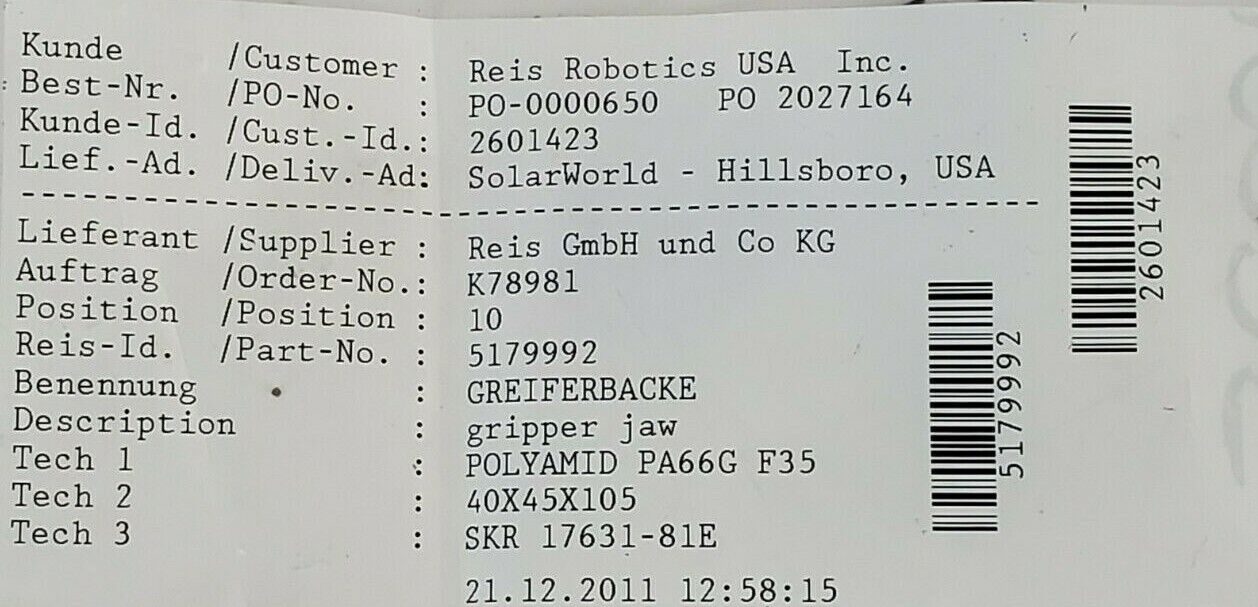 Kunde /Customer : Reis Robotics USA Inc.
Best-Nr. /PO-No. : PO-0000650 PO 2027164
Kunde-Id. /Cust.-Id.: 2601423
Lief.-Ad. /Deliv.-Ad: SolarWorld - Hillsboro, USA
Lieferant /Supplier : Reis GmbH und Co KG
Auftrag /Order-No.: K78981
Position /Position : 10
Reis-Id. /Part-No. : 5179992
Benennung : GREIFERBACKE
Description : gripper jaw
Tech 1 : POLYAMID PA66G F35
Tech 2 : 40X45X105
Tech 3 : SKR 17631-81E
21.12.2011 12:58:15
5179992
2601423